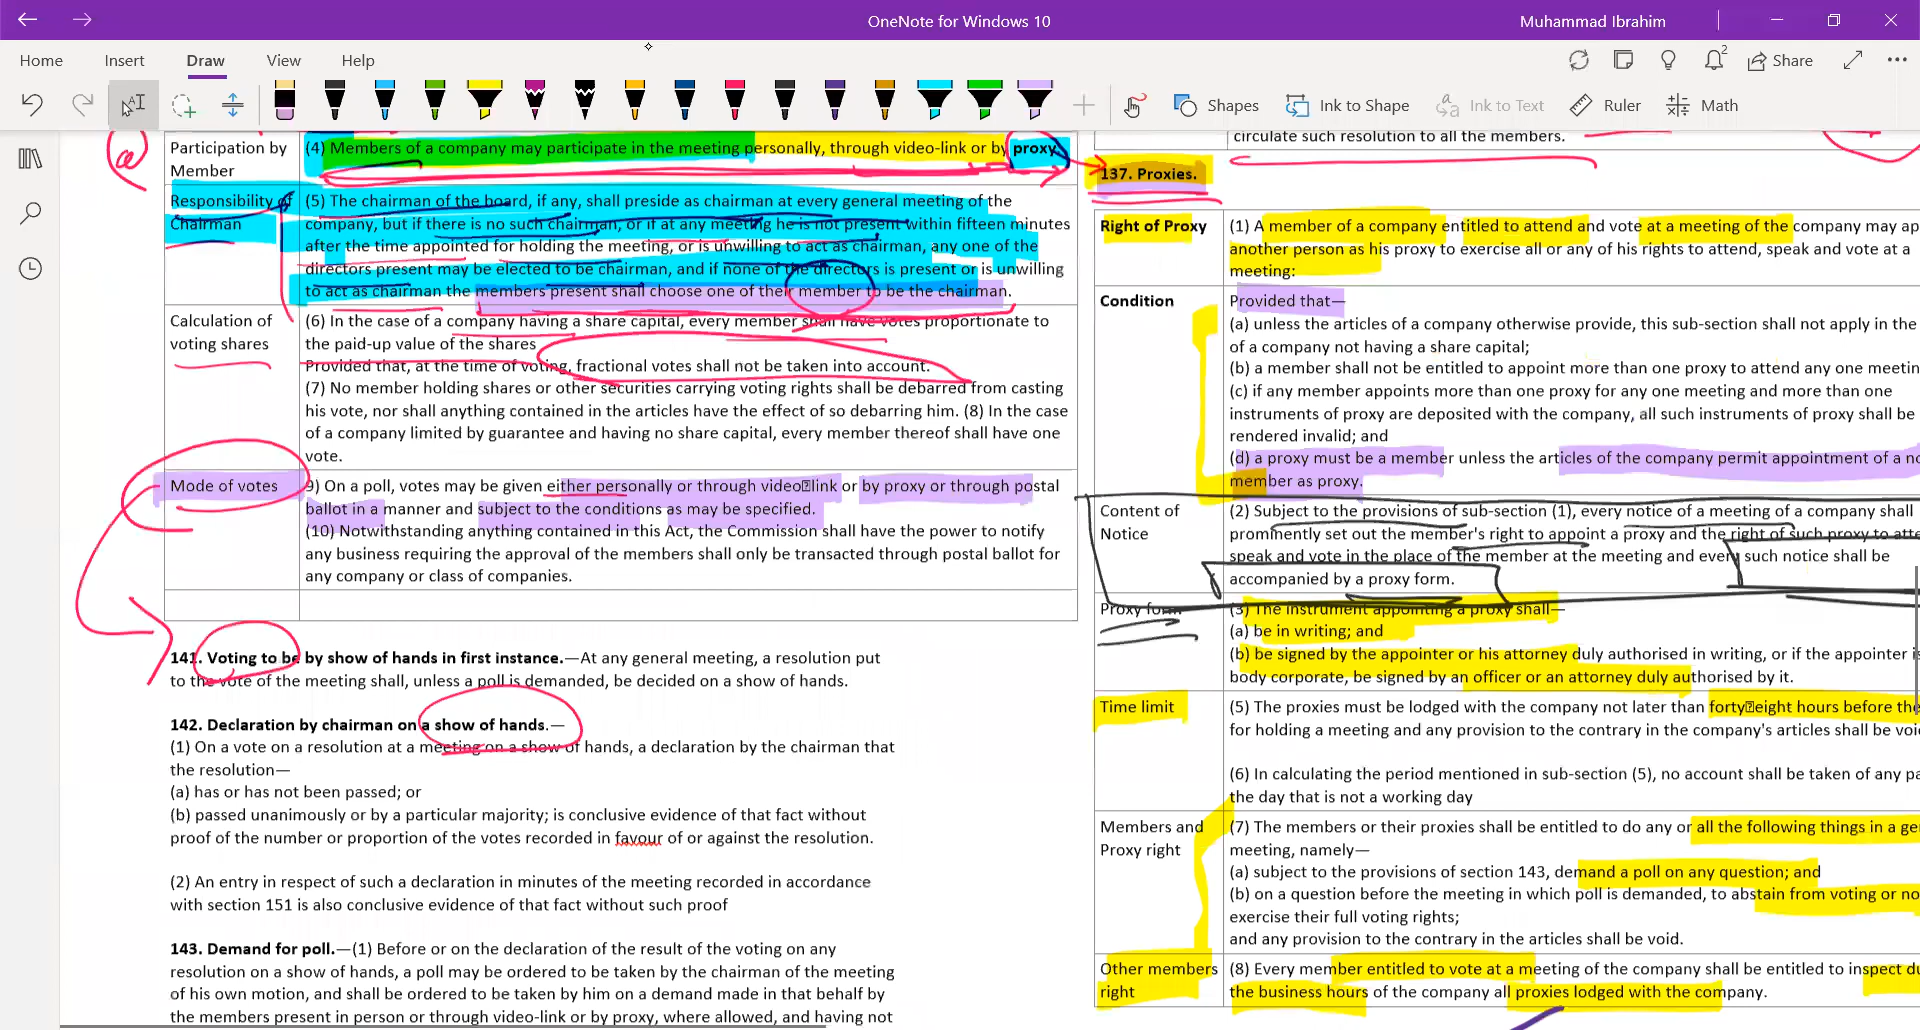 OneNote for Windows 10
Muhammad Ibrahim
Home Insert Draw View Help
2
Share
Shapes Ink to Shape Ink to Text Ruler Math
Participation by
Member
(4) Members of a company may participate in the meeting personally, through video-link or by proxy
Responsibility of
Chairman
(5) The chairman of the board, if any, shall preside as chairman at every general meeting of the
company, but if there is no such chairman, or if at any meeting he is not present within fifteen minutes
after the time appointed for holding the meeting, or is unwilling to act as chairman, any one of the
directors present may be elected to be chairman, and if none of the directors is present or is unwilling
to act as chairman the members present shall choose one of their member to be the chairman.
Calculation of
voting shares
(6) In the case of a company having a share capital, every member shall have votes proportionate to
the paid-up value of the shares
Provided that, at the time of voting, fractional votes shall not be taken into account.
(7) No member holding shares or other securities carrying voting rights shall be debarred from casting
his vote, nor shall anything contained in the articles have the effect of so debarring him. (8) In the case
of a company limited by guarantee and having no share capital, every member thereof shall have one
vote.
Mode of votes
9) On a poll, votes may be given either personally or through video link or by proxy or through postal
ballot in a manner and subject to the conditions as may be specified.
(10) Notwithstanding anything contained in this Act, the Commission shall have the power to notify
any business requiring the approval of the members shall only be transacted through postal ballot for
any company or class of companies.
141. Voting to be by show of hands in first instance.—At any general meeting, a resolution put
to the vote of the meeting shall, unless a poll is demanded, be decided on a show of hands.
142. Declaration by chairman on a show of hands.—
(1) On a vote on a resolution at a meeting on a show of hands, a declaration by the chairman that
the resolution—
(a) has or has not been passed; or
(b) passed unanimously or by a particular majority; is conclusive evidence of that fact without
proof of the number or proportion of the votes recorded in favour of or against the resolution.
(2) An entry in respect of such a declaration in minutes of the meeting recorded in accordance
with section 151 is also conclusive evidence of that fact without such proof
143. Demand for poll.—(1) Before or on the declaration of the result of the voting on any
resolution on a show of hands, a poll may be ordered to be taken by the chairman of the meeting
of his own motion, and shall be ordered to be taken by him on a demand made in that behalf by
the members present in person or through video-link or by proxy, where allowed, and having not
circulate such resolution to all the members.
137. Proxies.
Right of Proxy
(1) A member of a company entitled to attend and vote at a meeting of the company may ap
another person as his proxy to exercise all or any of his rights to attend, speak and vote at a
meeting:
Condition
Provided that—
(a) unless the articles of a company otherwise provide, this sub-section shall not apply in the
of a company not having a share capital;
(b) a member shall not be entitled to appoint more than one proxy to attend any one meetin
(c) if any member appoints more than one proxy for any one meeting and more than one
instruments of proxy are deposited with the company, all such instruments of proxy shall be
rendered invalid; and
(d) a proxy must be a member unless the articles of the company permit appointment of a no
member as proxy.
Content of
Notice
(2) Subject to the provisions of sub-section (1), every notice of a meeting of a company shall
prominently set out the member's right to appoint a proxy and the right of such proxy to atte
speak and vote in the place of the member at the meeting and every such notice shall be
accompanied by a proxy form.
Proxy form
(3) The instrument appointing a proxy shall—
(a) be in writing; and
(b) be signed by the appointer or his attorney duly authorised in writing, or if the appointer is
body corporate, be signed by an officer or an attorney duly authorised by it.
Time limit
(5) The proxies must be lodged with the company not later than forty eight hours before the
for holding a meeting and any provision to the contrary in the company's articles shall be voi
(6) In calculating the period mentioned in sub-section (5), no account shall be taken of any pa
the day that is not a working day
Members and
Proxy right
(7) The members or their proxies shall be entitled to do any or all the following things in a ge
meeting, namely—
(a) subject to the provisions of section 143, demand a poll on any question; and
(b) on a question before the meeting in which poll is demanded, to abstain from voting or no
exercise their full voting rights;
and any provision to the contrary in the articles shall be void.
Other members
right
(8) Every member entitled to vote at a meeting of the company shall be entitled to inspect du
the business hours of the company all proxies lodged with the company.